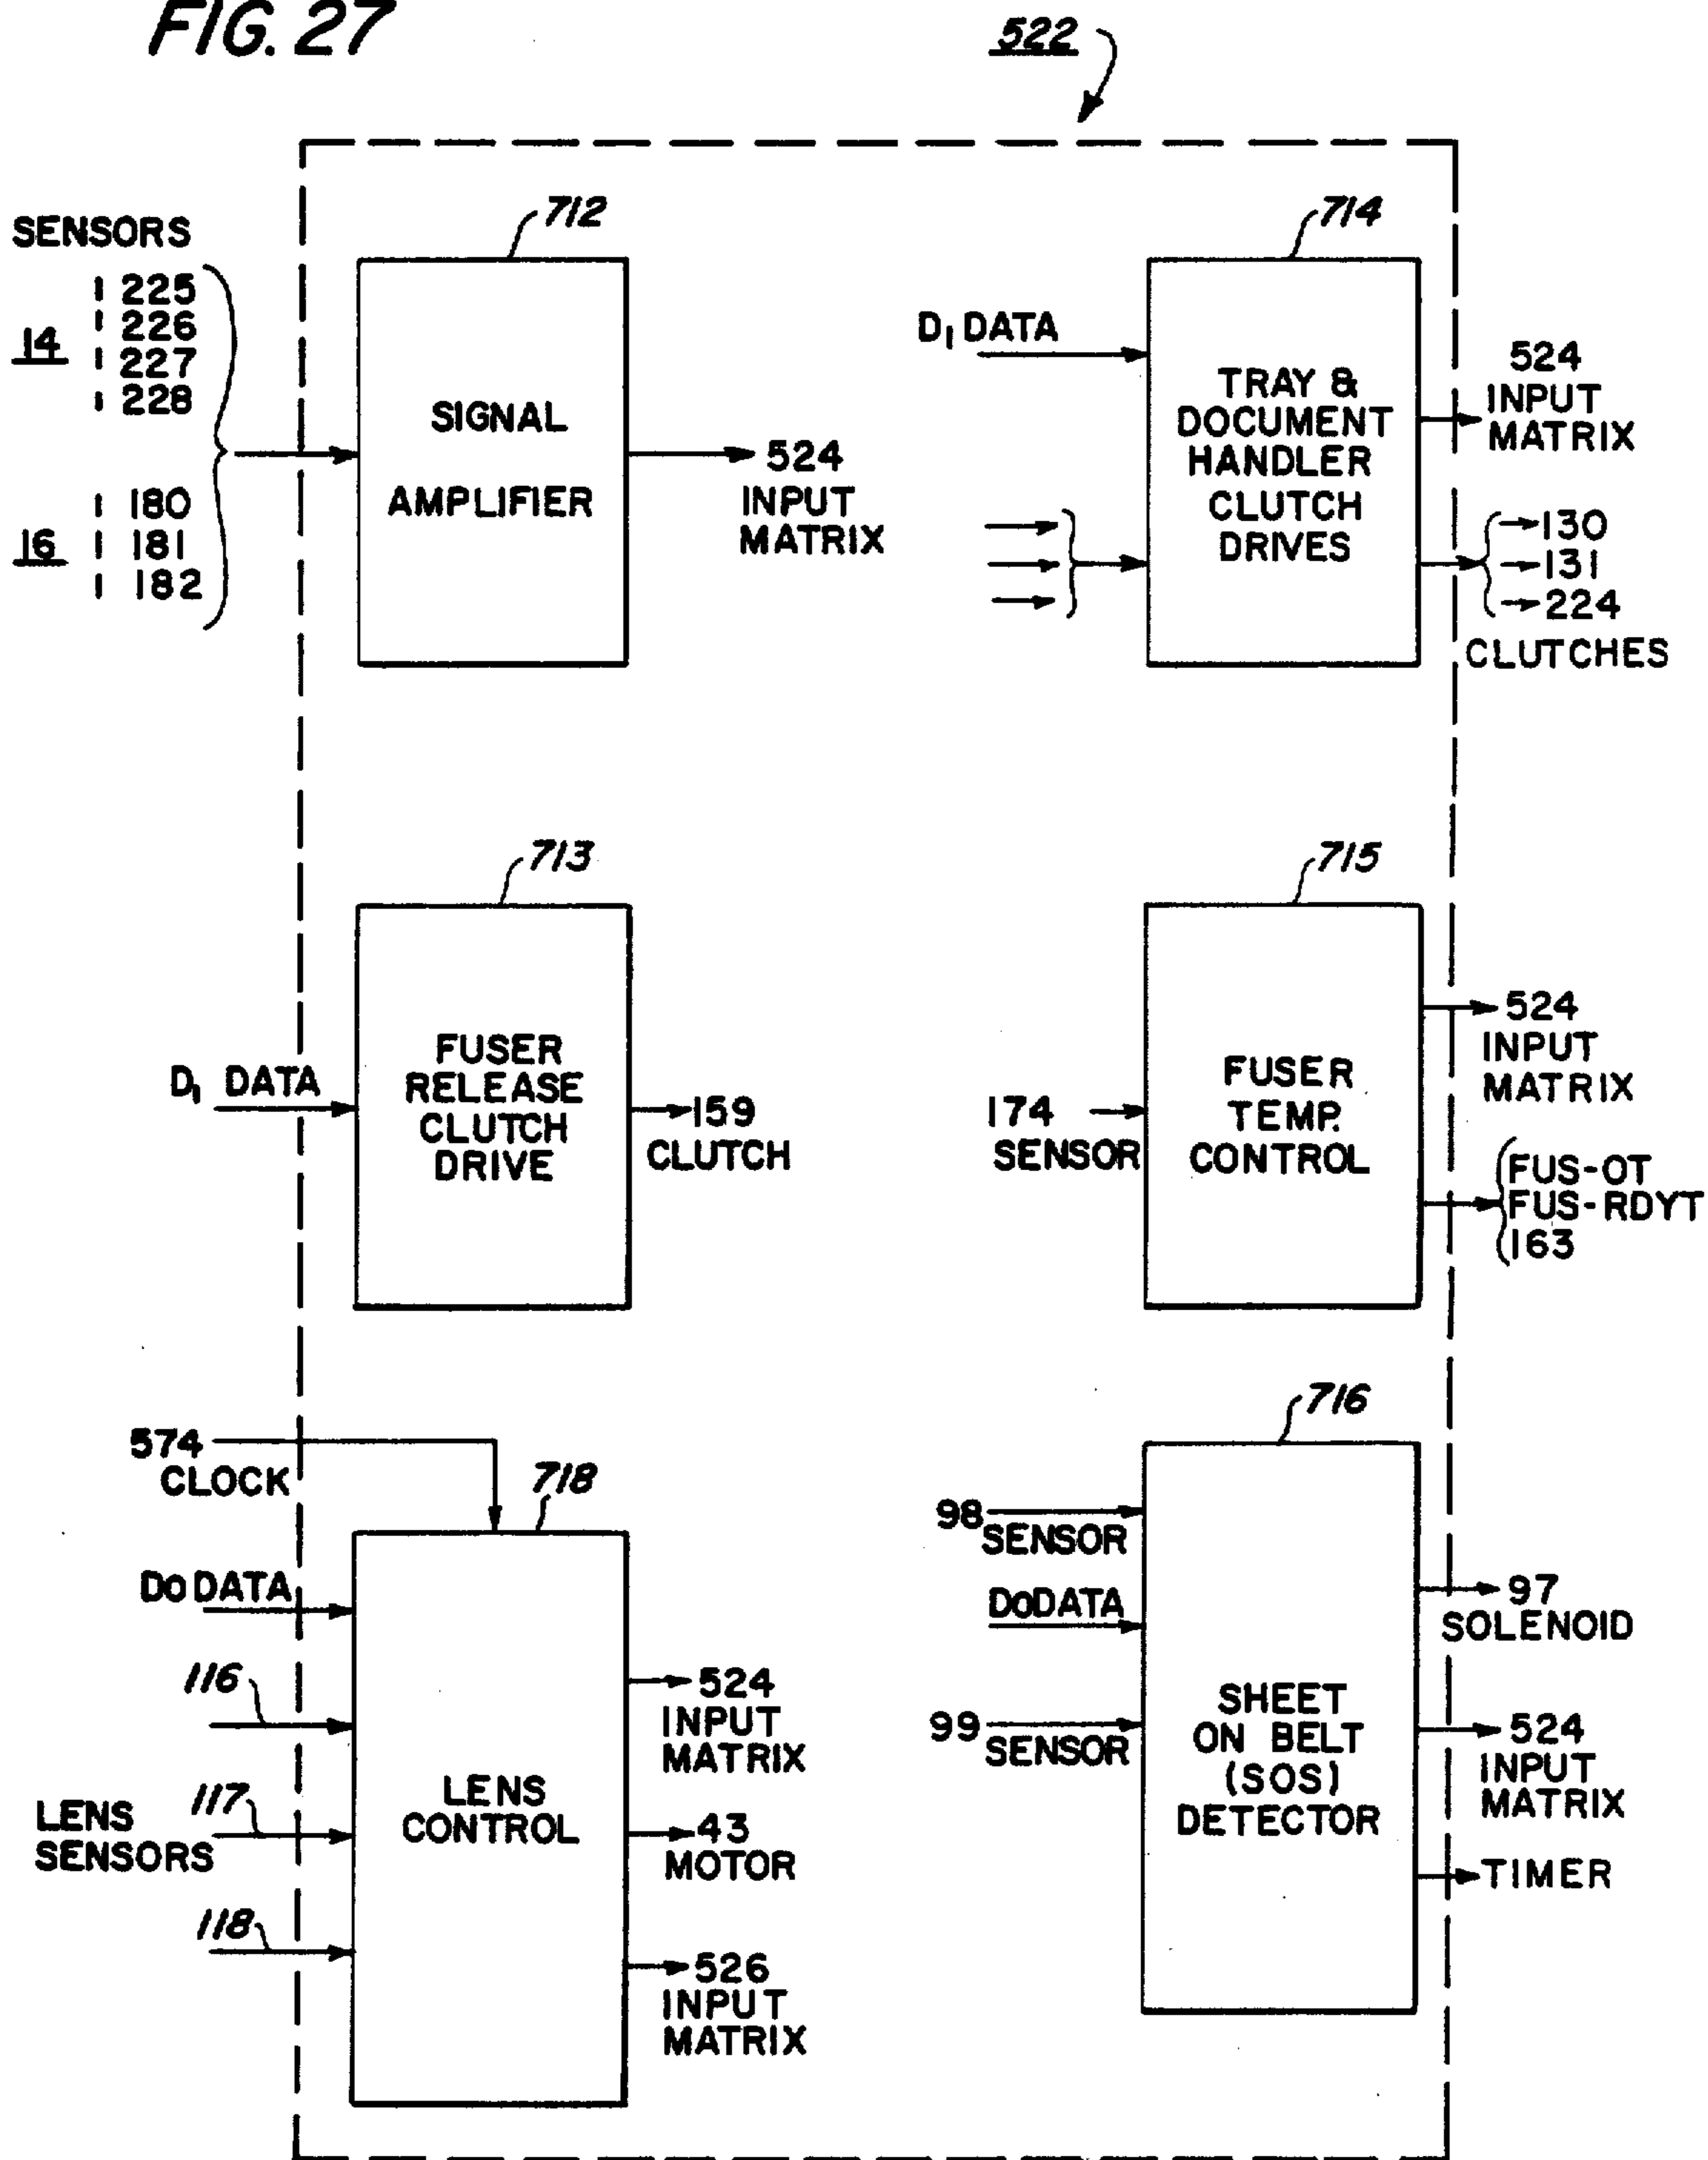 FIG. 27
522
SENSORS
14
225
226
227
228
16
180
181
182
712
SIGNAL
AMPLIFIER
524
INPUT
MATRIX
714
D1 DATA
TRAY &
DOCUMENT
HANDLER
CLUTCH
DRIVES
524
INPUT
MATRIX
130
131
224
CLUTCHES
713
D1 DATA
FUSER
RELEASE
CLUTCH
DRIVE
159
CLUTCH
715
174
SENSOR
FUSER
TEMP.
CONTROL
524
INPUT
MATRIX
FUS-OT
FUS-RDYT
163
574
CLOCK
718
DO DATA
116
LENS
SENSORS
117
118
LENS
CONTROL
524
INPUT
MATRIX
43
MOTOR
526
INPUT
MATRIX
716
98
SENSOR
DO DATA
99
SENSOR
SHEET
ON BELT
(SOS)
DETECTOR
97
SOLENOID
524
INPUT
MATRIX
TIMER